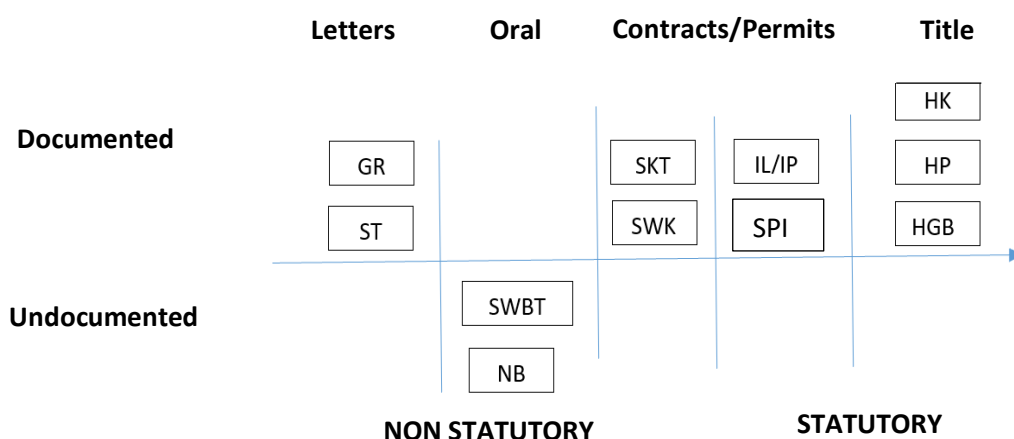 Letters Oral Contracts/Permits Title
HK
Documented
GR SKT IL/IP HP
ST SWK SPI HGB
Undocumented
SWBT
NB
NON STATUTORY STATUTORY